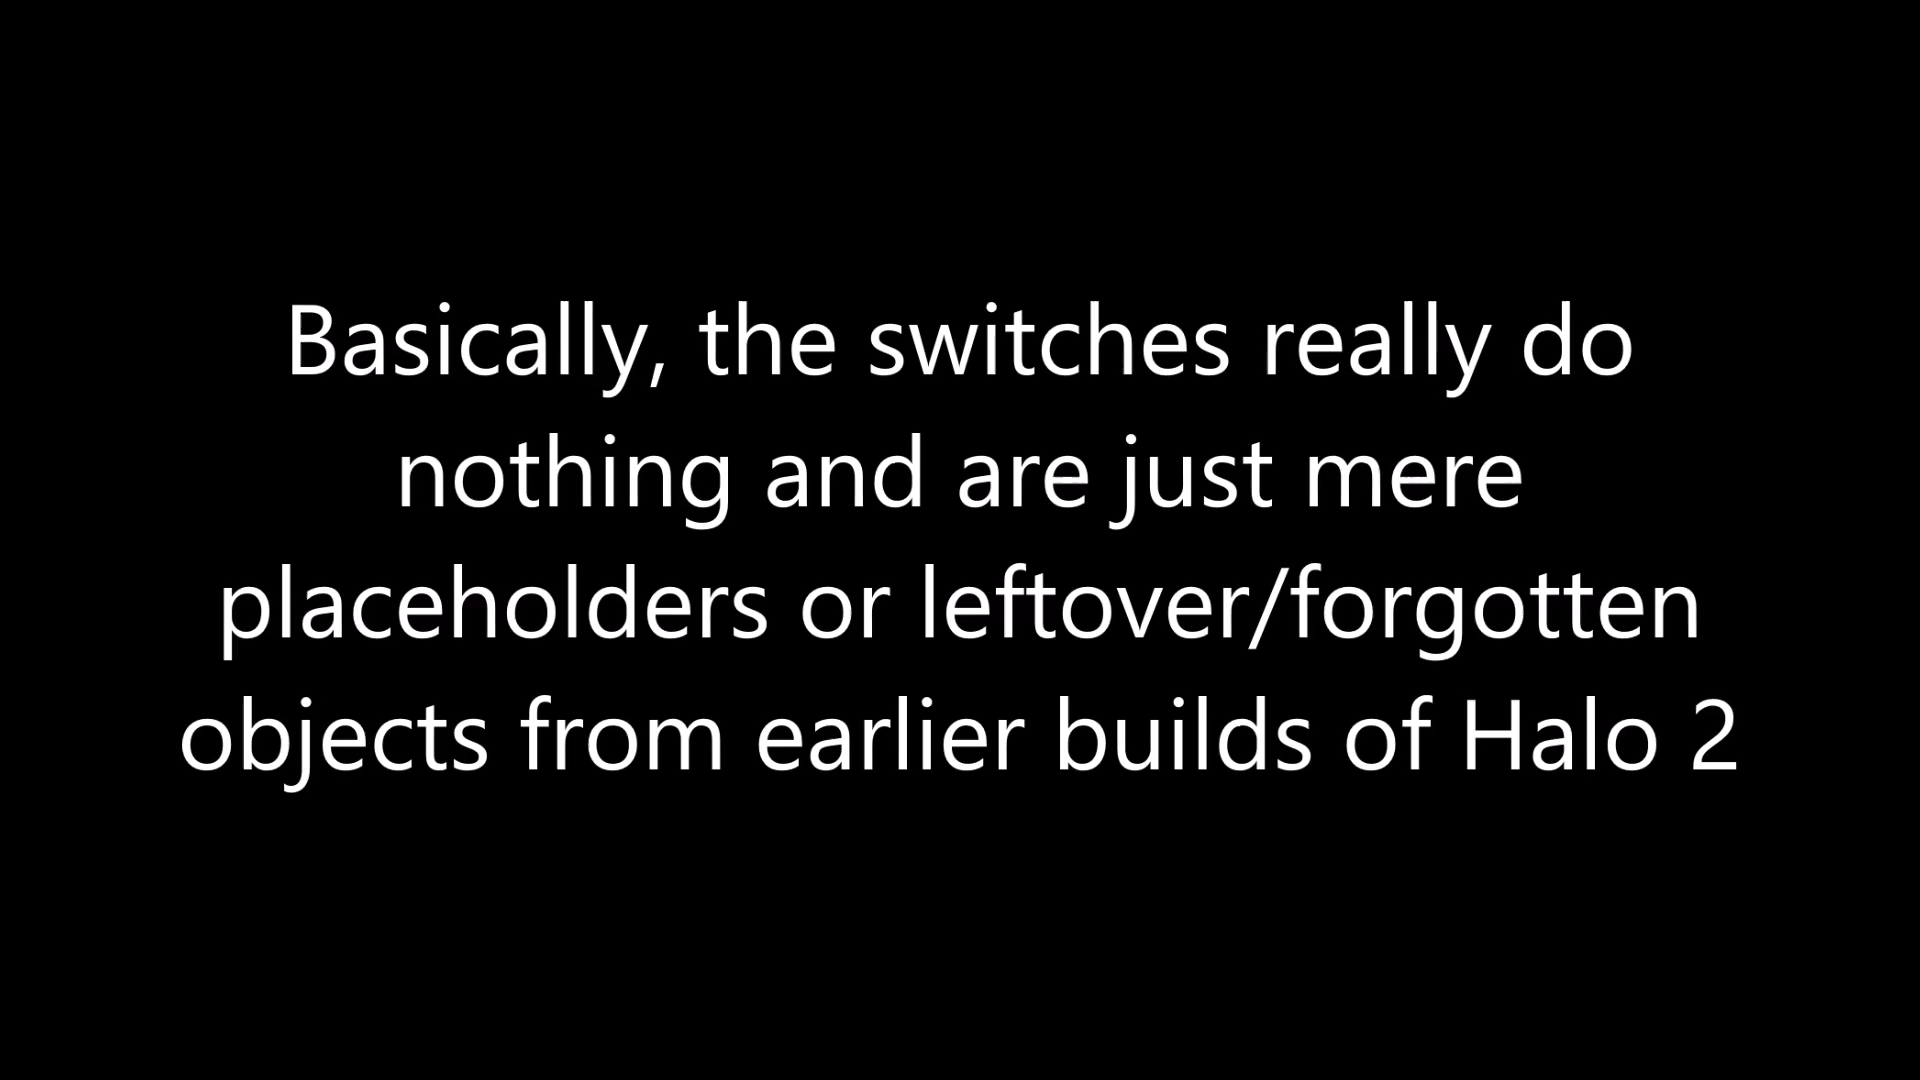 Basically, the switches really do
nothing and are just mere
placeholders or leftover/forgotten
objects from earlier builds of Halo 2